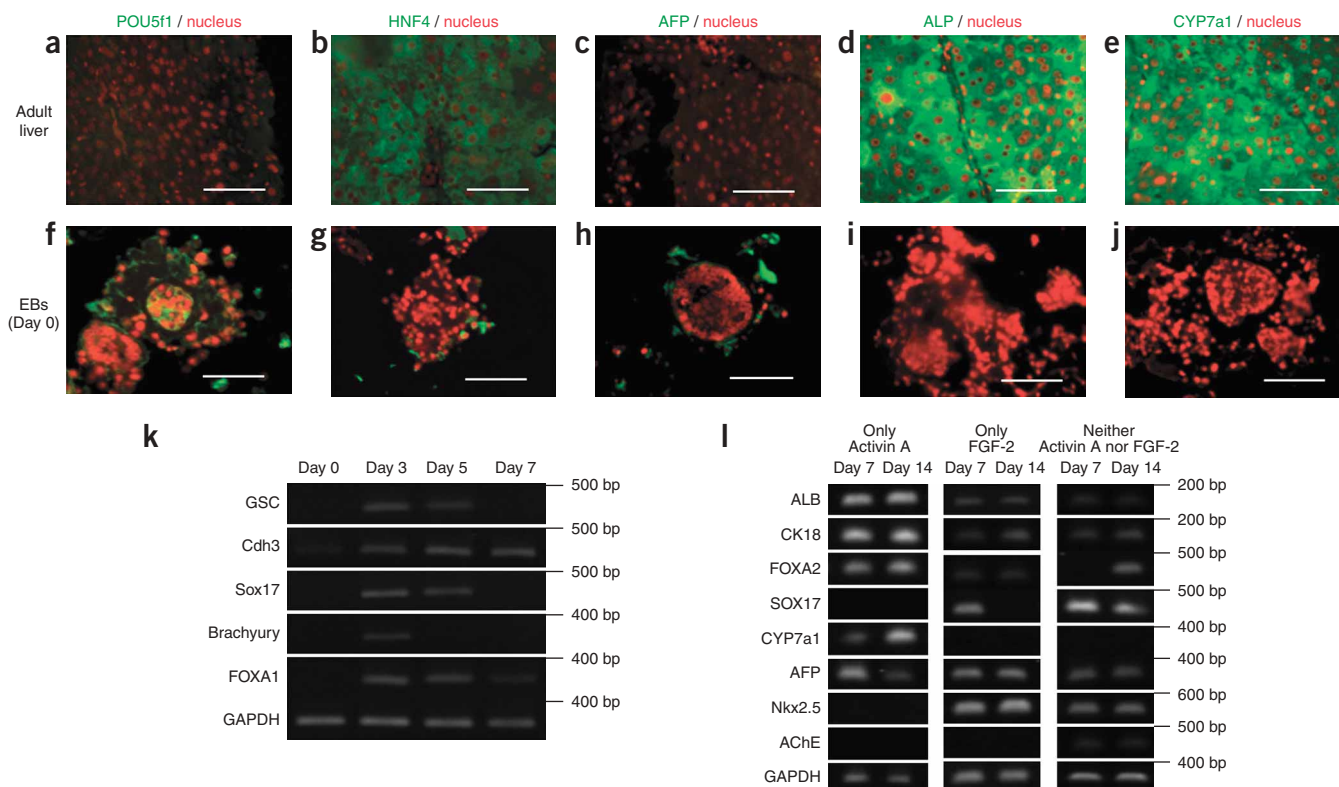 POU5f1 / nucleus
HNF4 / nucleus
AFP / nucleus
ALP / nucleus
CYP7a1 / nucleus
a
b
c
d
e
Adult
liver
f
g
h
i
j
EBs
(Day 0)
k
Day 0 Day 3 Day 5 Day 7
500 bp
GSC
500 bp
Cdh3
500 bp
Sox17
400 bp
Brachyury
400 bp
FOXA1
400 bp
GAPDH
l
Only
Activin A
Only
FGF-2
Neither
Activin A nor FGF-2
Day 7 Day 14 Day 7 Day 14 Day 7 Day 14
200 bp
ALB
200 bp
CK18
500 bp
FOXA2
500 bp
SOX17
400 bp
CYP7a1
400 bp
AFP
600 bp
Nkx2.5
500 bp
AChE
400 bp
GAPDH